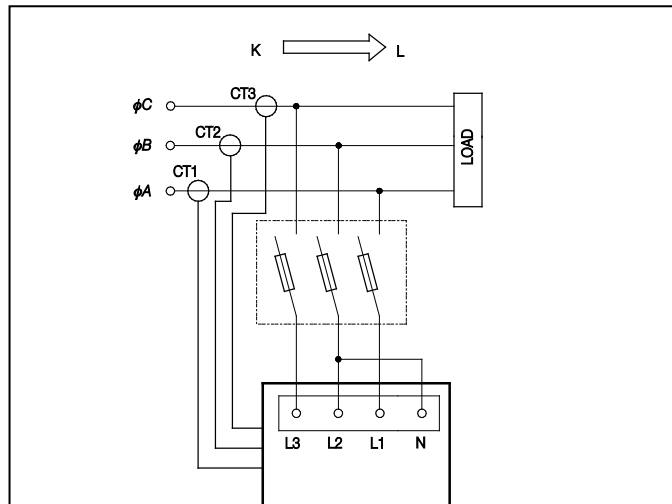 K L
CT3
ϕC
CT2
ϕB
CT1
ϕA
LOAD
L3 L2 L1 N